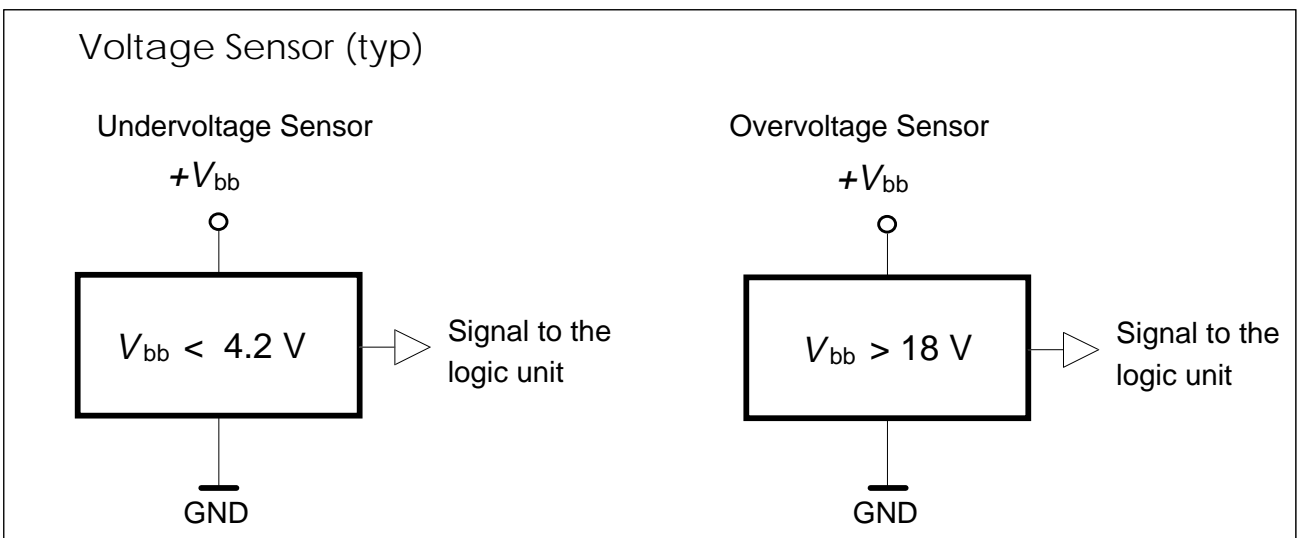 Voltage Sensor (typ)
Undervoltage Sensor
+Vbb
Vbb < 4.2 V
Signal to the
logic unit
GND
Overvoltage Sensor
+Vbb
Vbb > 18 V
Signal to the
logic unit
GND